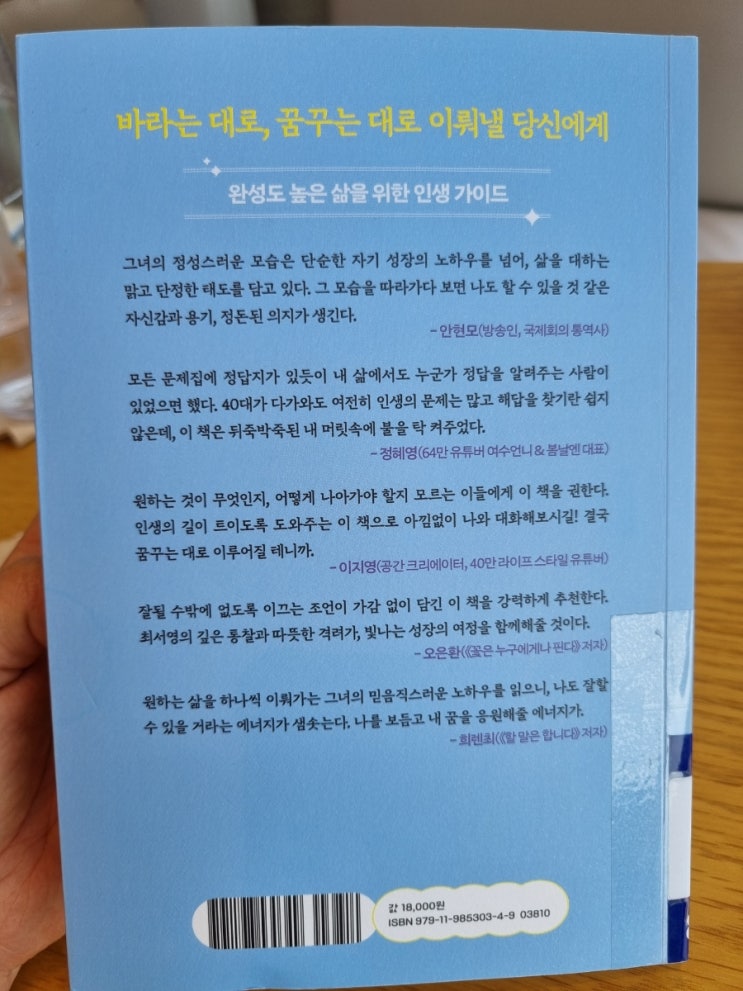 바라는 대로, 꿈꾸는 대로 이뤄낼 당신에게
완성도 높은 삶을 위한 인생 가이드
그녀의 정성스러운 모습은 단순한 자기 성장의 노하우를 넘어, 삶을 대하는
맑고 단정한 태도를 담고 있다. 그 모습을 따라가다 보면 나도 할 수 있을 것 같은
자신감과 용기, 정돈된 의지가 생긴다.
– 안현모(방송인, 국제회의 통역사)
모든 문제집에 정답지가 있듯이 내 삶에서도 누군가 정답을 알려주는 사람이
있었으면 했다. 40대가 다가와도 여전히 인생의 문제는 많고 해답을 찾기란 쉽지
않은데, 이 책은 뒤죽박죽된 내 머릿속에 불을 탁 켜주었다.
– 정혜영(64만 유튜버 여수언니 & 봄날엔 대표)
원하는 것이 무엇인지, 어떻게 나아가야 할지 모르는 이들에게 이 책을 권한다.
인생의 길이 트이도록 도와주는 이 책으로 아낌없이 나와 대화해보시길! 결국
꿈꾸는 대로 이루어질 테니까.
– 이지영(공간 크리에이터, 40만 라이프 스타일 유튜버)
잘될 수밖에 없도록 이끄는 조언이 가감 없이 담긴 이 책을 강력하게 추천한다.
최서영의 깊은 통찰과 따뜻한 격려가, 빛나는 성장의 여정을 함께해줄 것이다.
– 오은환(《꽃은 누구에게나 핀다》 저자)
원하는 삶을 하나씩 이뤄가는 그녀의 믿음직스러운 노하우를 읽으니, 나도 잘할
수 있을 거라는 에너지가 샘솟는다. 나를 보듬고 내 꿈을 응원해줄 에너지가.
– 희렌최(《할 말은 합니다》 저자)
값 18,000원
ISBN 979-11-985303-4-9 03810